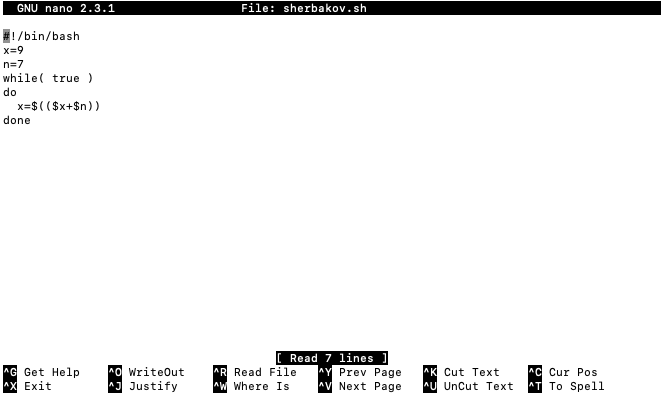 GNU nano 2.3.1 File: sherbakov.sh
#!/bin/bash
x=9
n=7
while( true )
do
  x=$(($x+$n))
done
[ Read 7 lines ]
^G Get Help ^O WriteOut ^R Read File ^Y Prev Page ^K Cut Text ^C Cur Pos
^X Exit ^J Justify ^W Where Is ^V Next Page ^U UnCut Text ^T To Spell